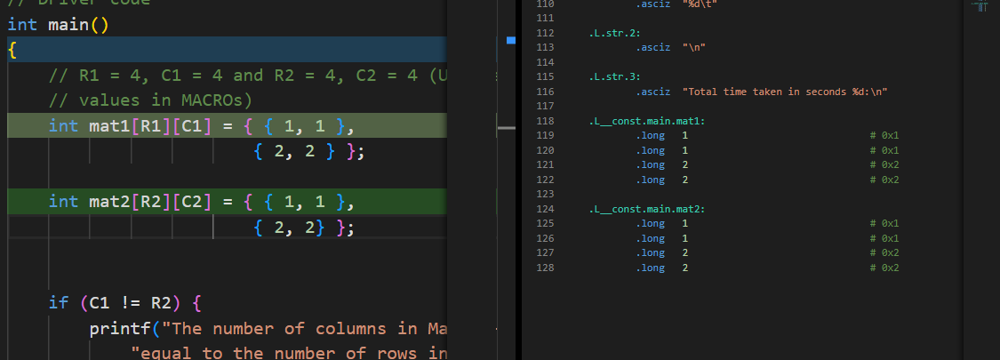 // Driver code
int main()
{
// R1 = 4, C1 = 4 and R2 = 4, C2 = 4 (U
// values in MACROs)
int mat1[R1][C1] = { { 1, 1 },
{ 2, 2 } };
int mat2[R2][C2] = { { 1, 1 },
{ 2, 2} };
if (C1 != R2) {
printf("The number of columns in Ma
"equal to the number of rows in
110 .asciz "%d\t"
111
112 .L.str.2:
113 .asciz "\n"
114
115 .L.str.3:
116 .asciz "Total time taken in seconds %d:\n"
117
118 .L__const.main.mat1:
119 .long 1 # 0x1
120 .long 1 # 0x1
121 .long 2 # 0x2
122 .long 2 # 0x2
123
124 .L__const.main.mat2:
125 .long 1 # 0x1
126 .long 1 # 0x1
127 .long 2 # 0x2
128 .long 2 # 0x2